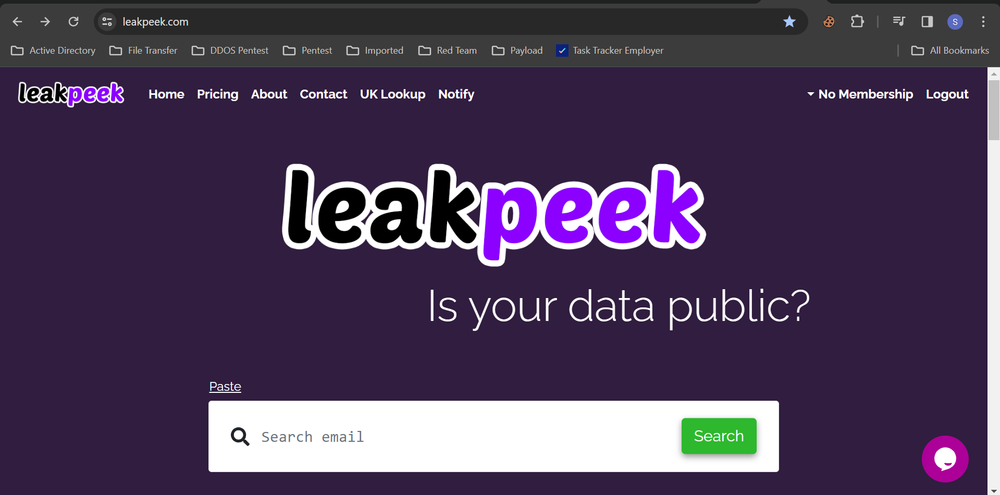 leakpeek.com
S
Active Directory File Transfer DDOS Pentest Pentest Imported Red Team Payload Task Tracker Employer All Bookmarks
leakpeek Home Pricing About Contact UK Lookup Notify No Membership Logout
leakpeek
Is your data public?
Paste
Search email Search